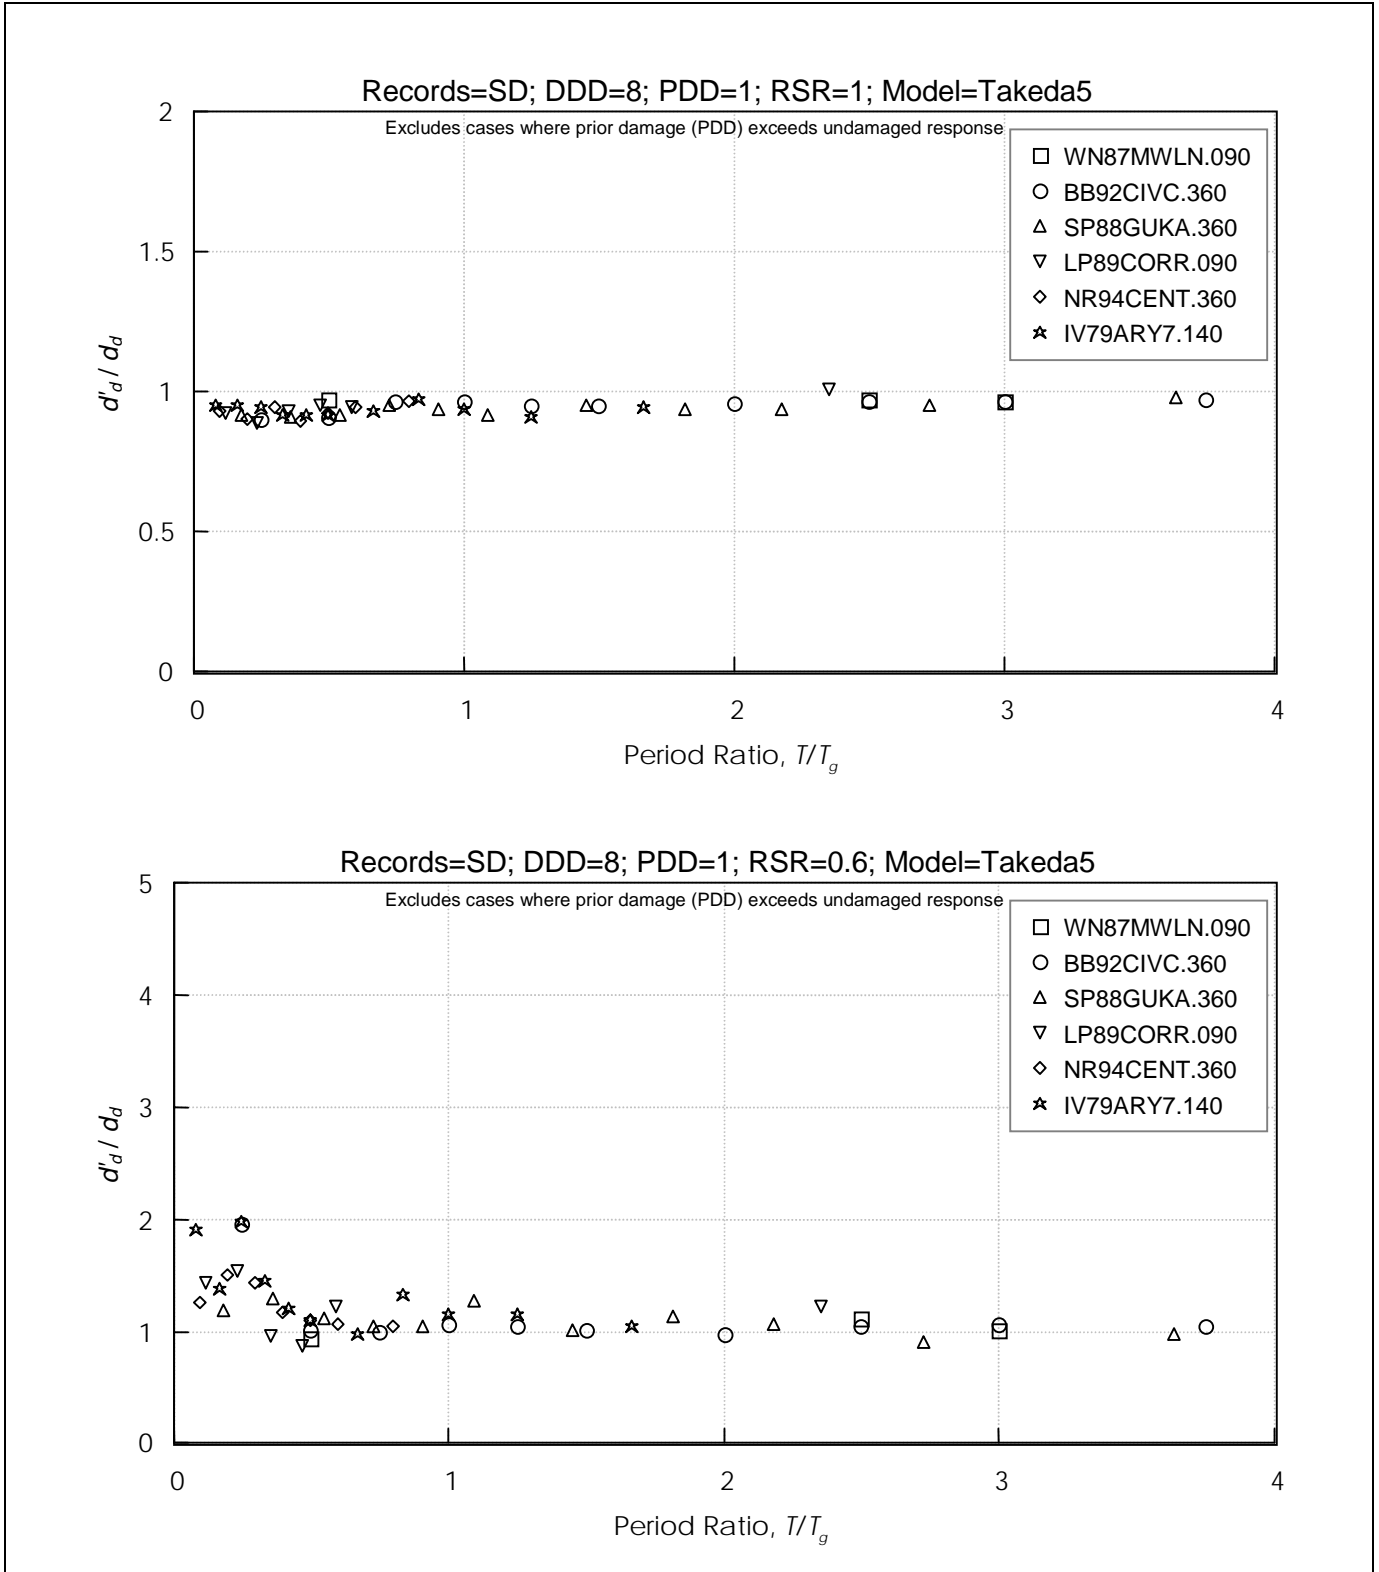 Records=SD; DDD=8; PDD=1; RSR=1; Model=Takeda5
Excludes cases where prior damage (PDD) exceeds undamaged response
WN87MWLN.090
BB92CIVC.360
SP88GUKA.360
LP89CORR.090
NR94CENT.360
IV79ARY7.140
2
1.5
1
0.5
0
d'd / dd
0 1 2 3 4
Period Ratio, T/Tg
Records=SD; DDD=8; PDD=1; RSR=0.6; Model=Takeda5
Excludes cases where prior damage (PDD) exceeds undamaged response
WN87MWLN.090
BB92CIVC.360
SP88GUKA.360
LP89CORR.090
NR94CENT.360
IV79ARY7.140
5
4
3
2
1
0
d'd / dd
0 1 2 3 4
Period Ratio, T/Tg